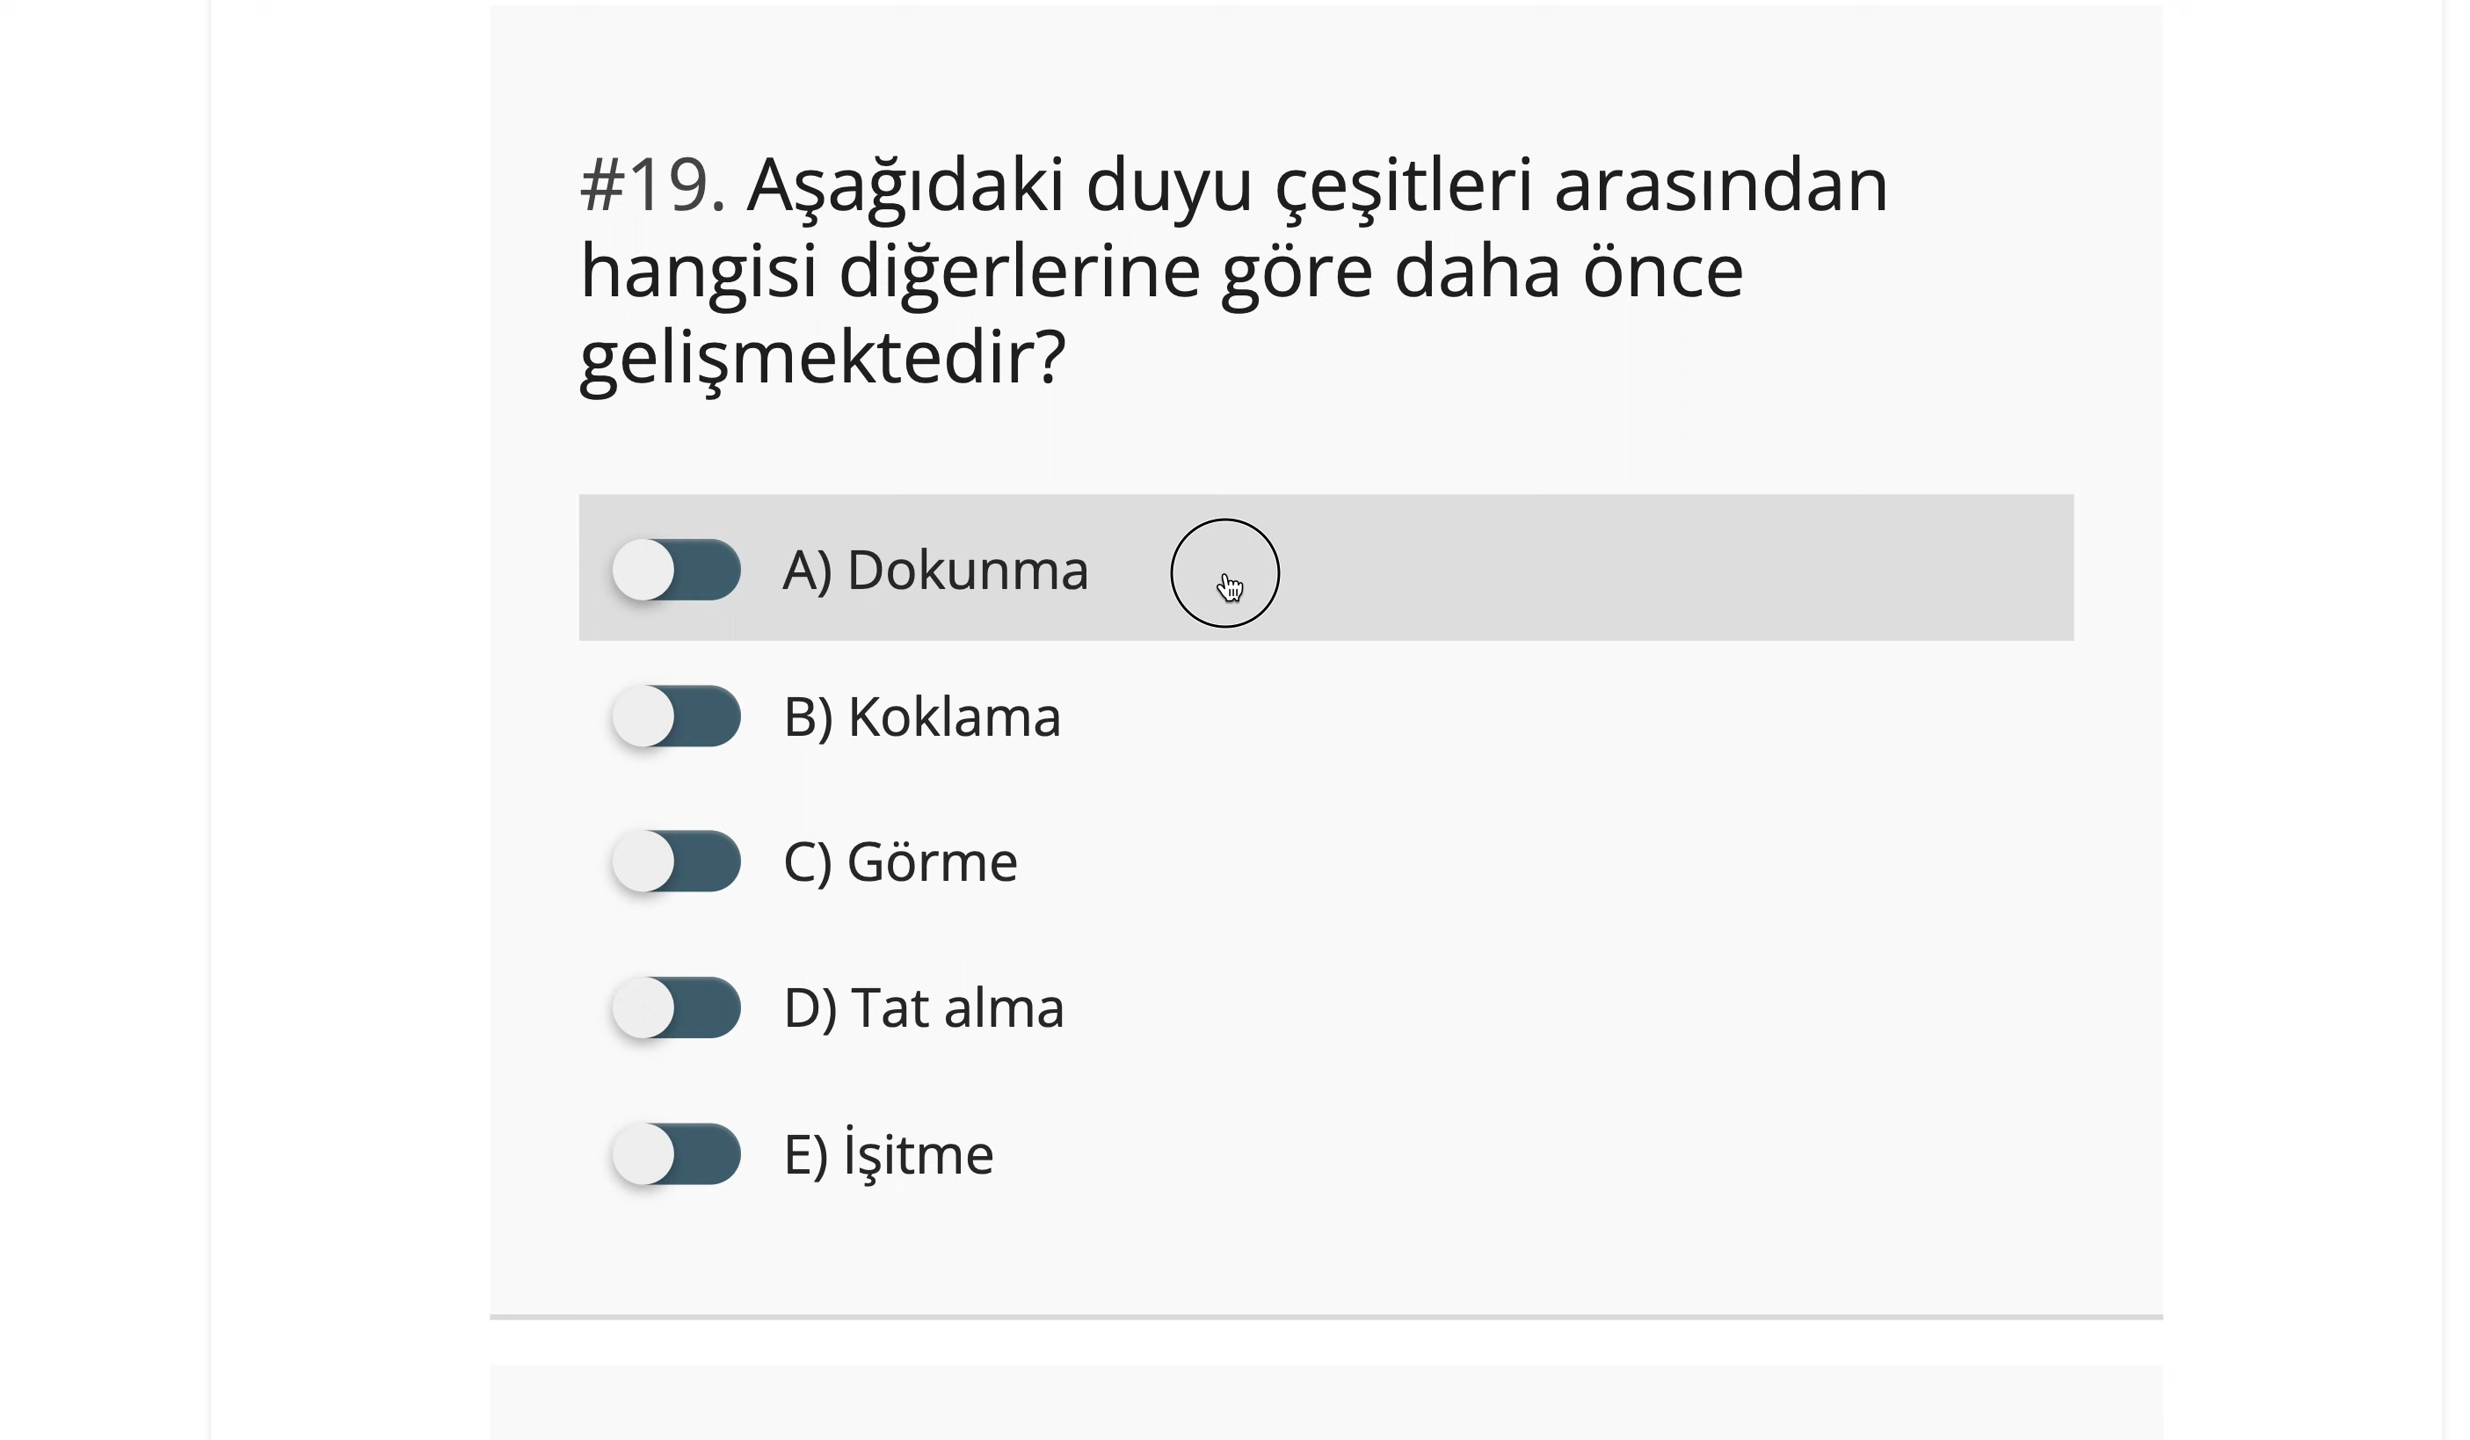 #19. Aşağıdaki duyu çeşitleri arasından
hangisi diğerlerine göre daha önce
gelişmektedir?
A) Dokunma
B) Koklama
C) Görme
D) Tat alma
E) İşitme